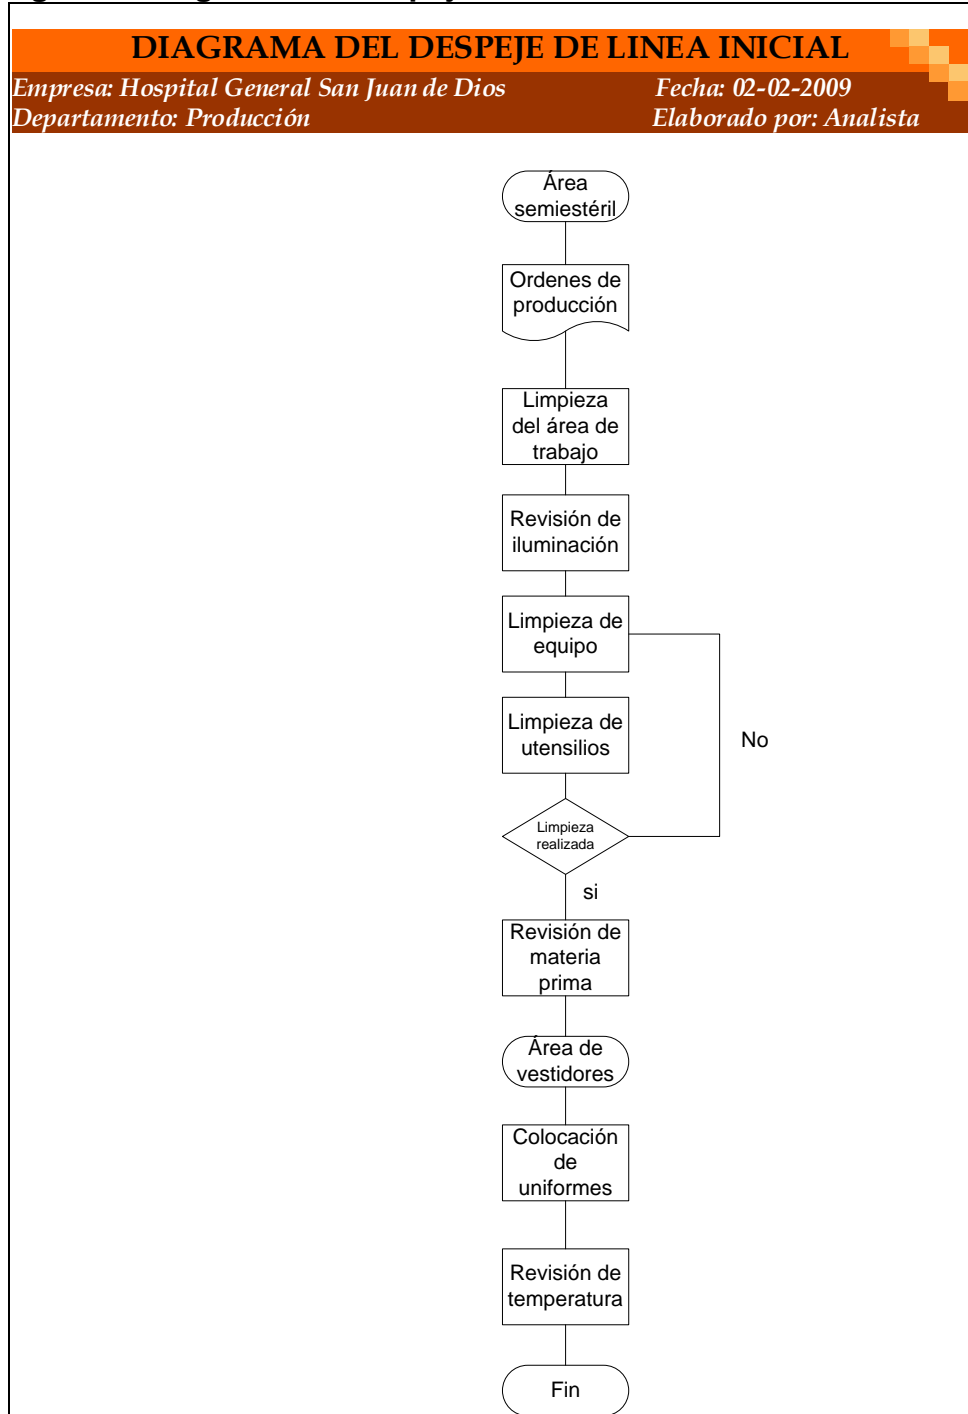 DIAGRAMA DEL DESPEJE DE LINEA INICIAL
Empresa: Hospital General San Juan de Dios Fecha: 02-02-2009
Departamento: Producción Elaborado por: Analista
Área
semiestéril
Ordenes de
producción
Limpieza
del área de
trabajo
Revisión de
iluminación
Limpieza de
equipo
Limpieza de
utensilios
No
Limpieza
realizada
si
Revisión de
materia
prima
Área de
vestidores
Colocación
de
uniformes
Revisión de
temperatura
Fin